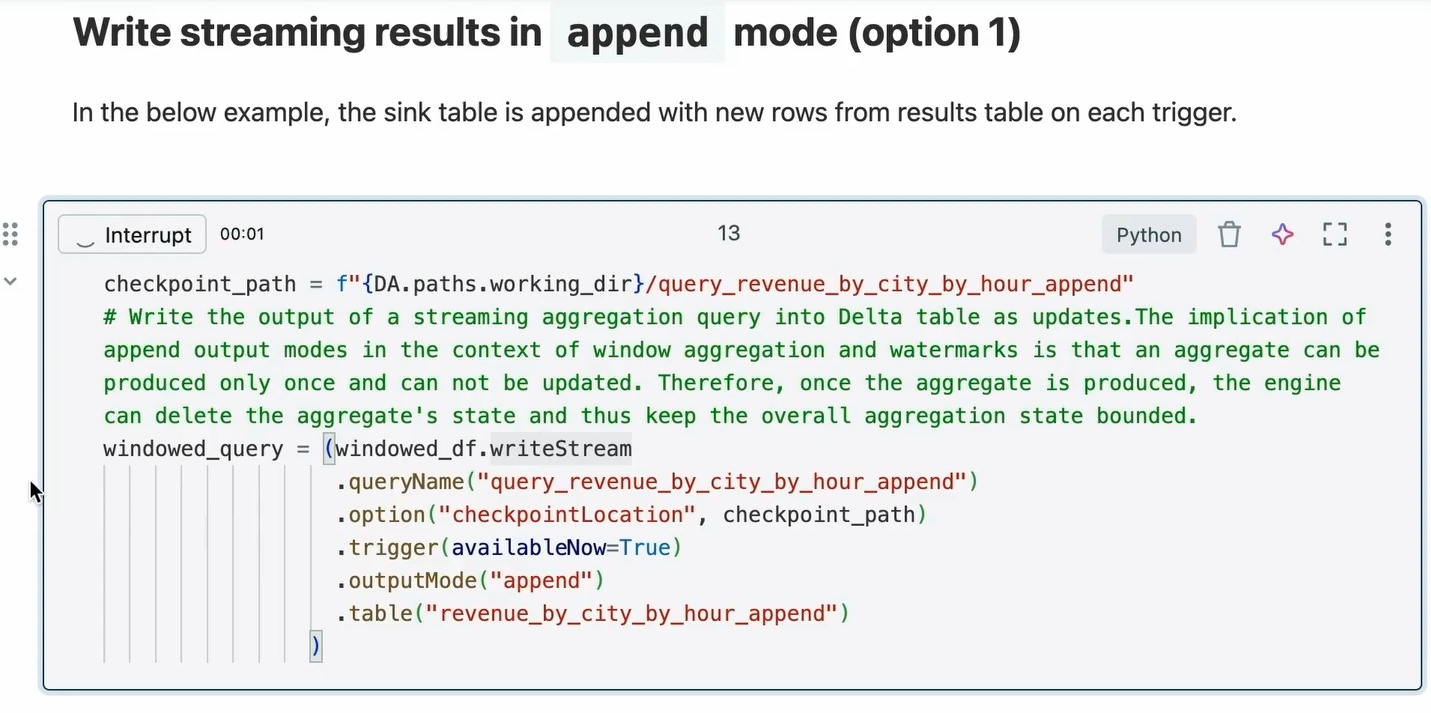 Write streaming results in append mode (option 1)
In the below example, the sink table is appended with new rows from results table on each trigger.
Interrupt 00:01 13 Python
checkpoint_path = f"{DA.paths.working_dir}/query_revenue_by_city_by_hour_append"
# Write the output of a streaming aggregation query into Delta table as updates.The implication of
append output modes in the context of window aggregation and watermarks is that an aggregate can be
produced only once and can not be updated. Therefore, once the aggregate is produced, the engine
can delete the aggregate's state and thus keep the overall aggregation state bounded.
windowed_query = (windowed_df.writeStream
.queryName("query_revenue_by_city_by_hour_append")
.option("checkpointLocation", checkpoint_path)
.trigger(availableNow=True)
.outputMode("append")
.table("revenue_by_city_by_hour_append")
)